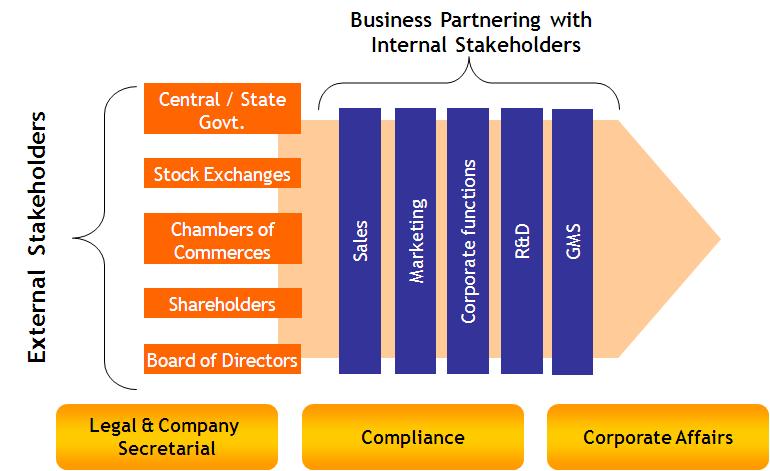 Business Partnering with
Internal Stakeholders
External Stakeholders
Central / State
Govt.
Stock Exchanges
Chambers of
Commerces
Shareholders
Board of Directors
Sales
Marketing
Corporate functions
R&D
GMS
Legal & Company
Secretarial
Compliance
Corporate Affairs